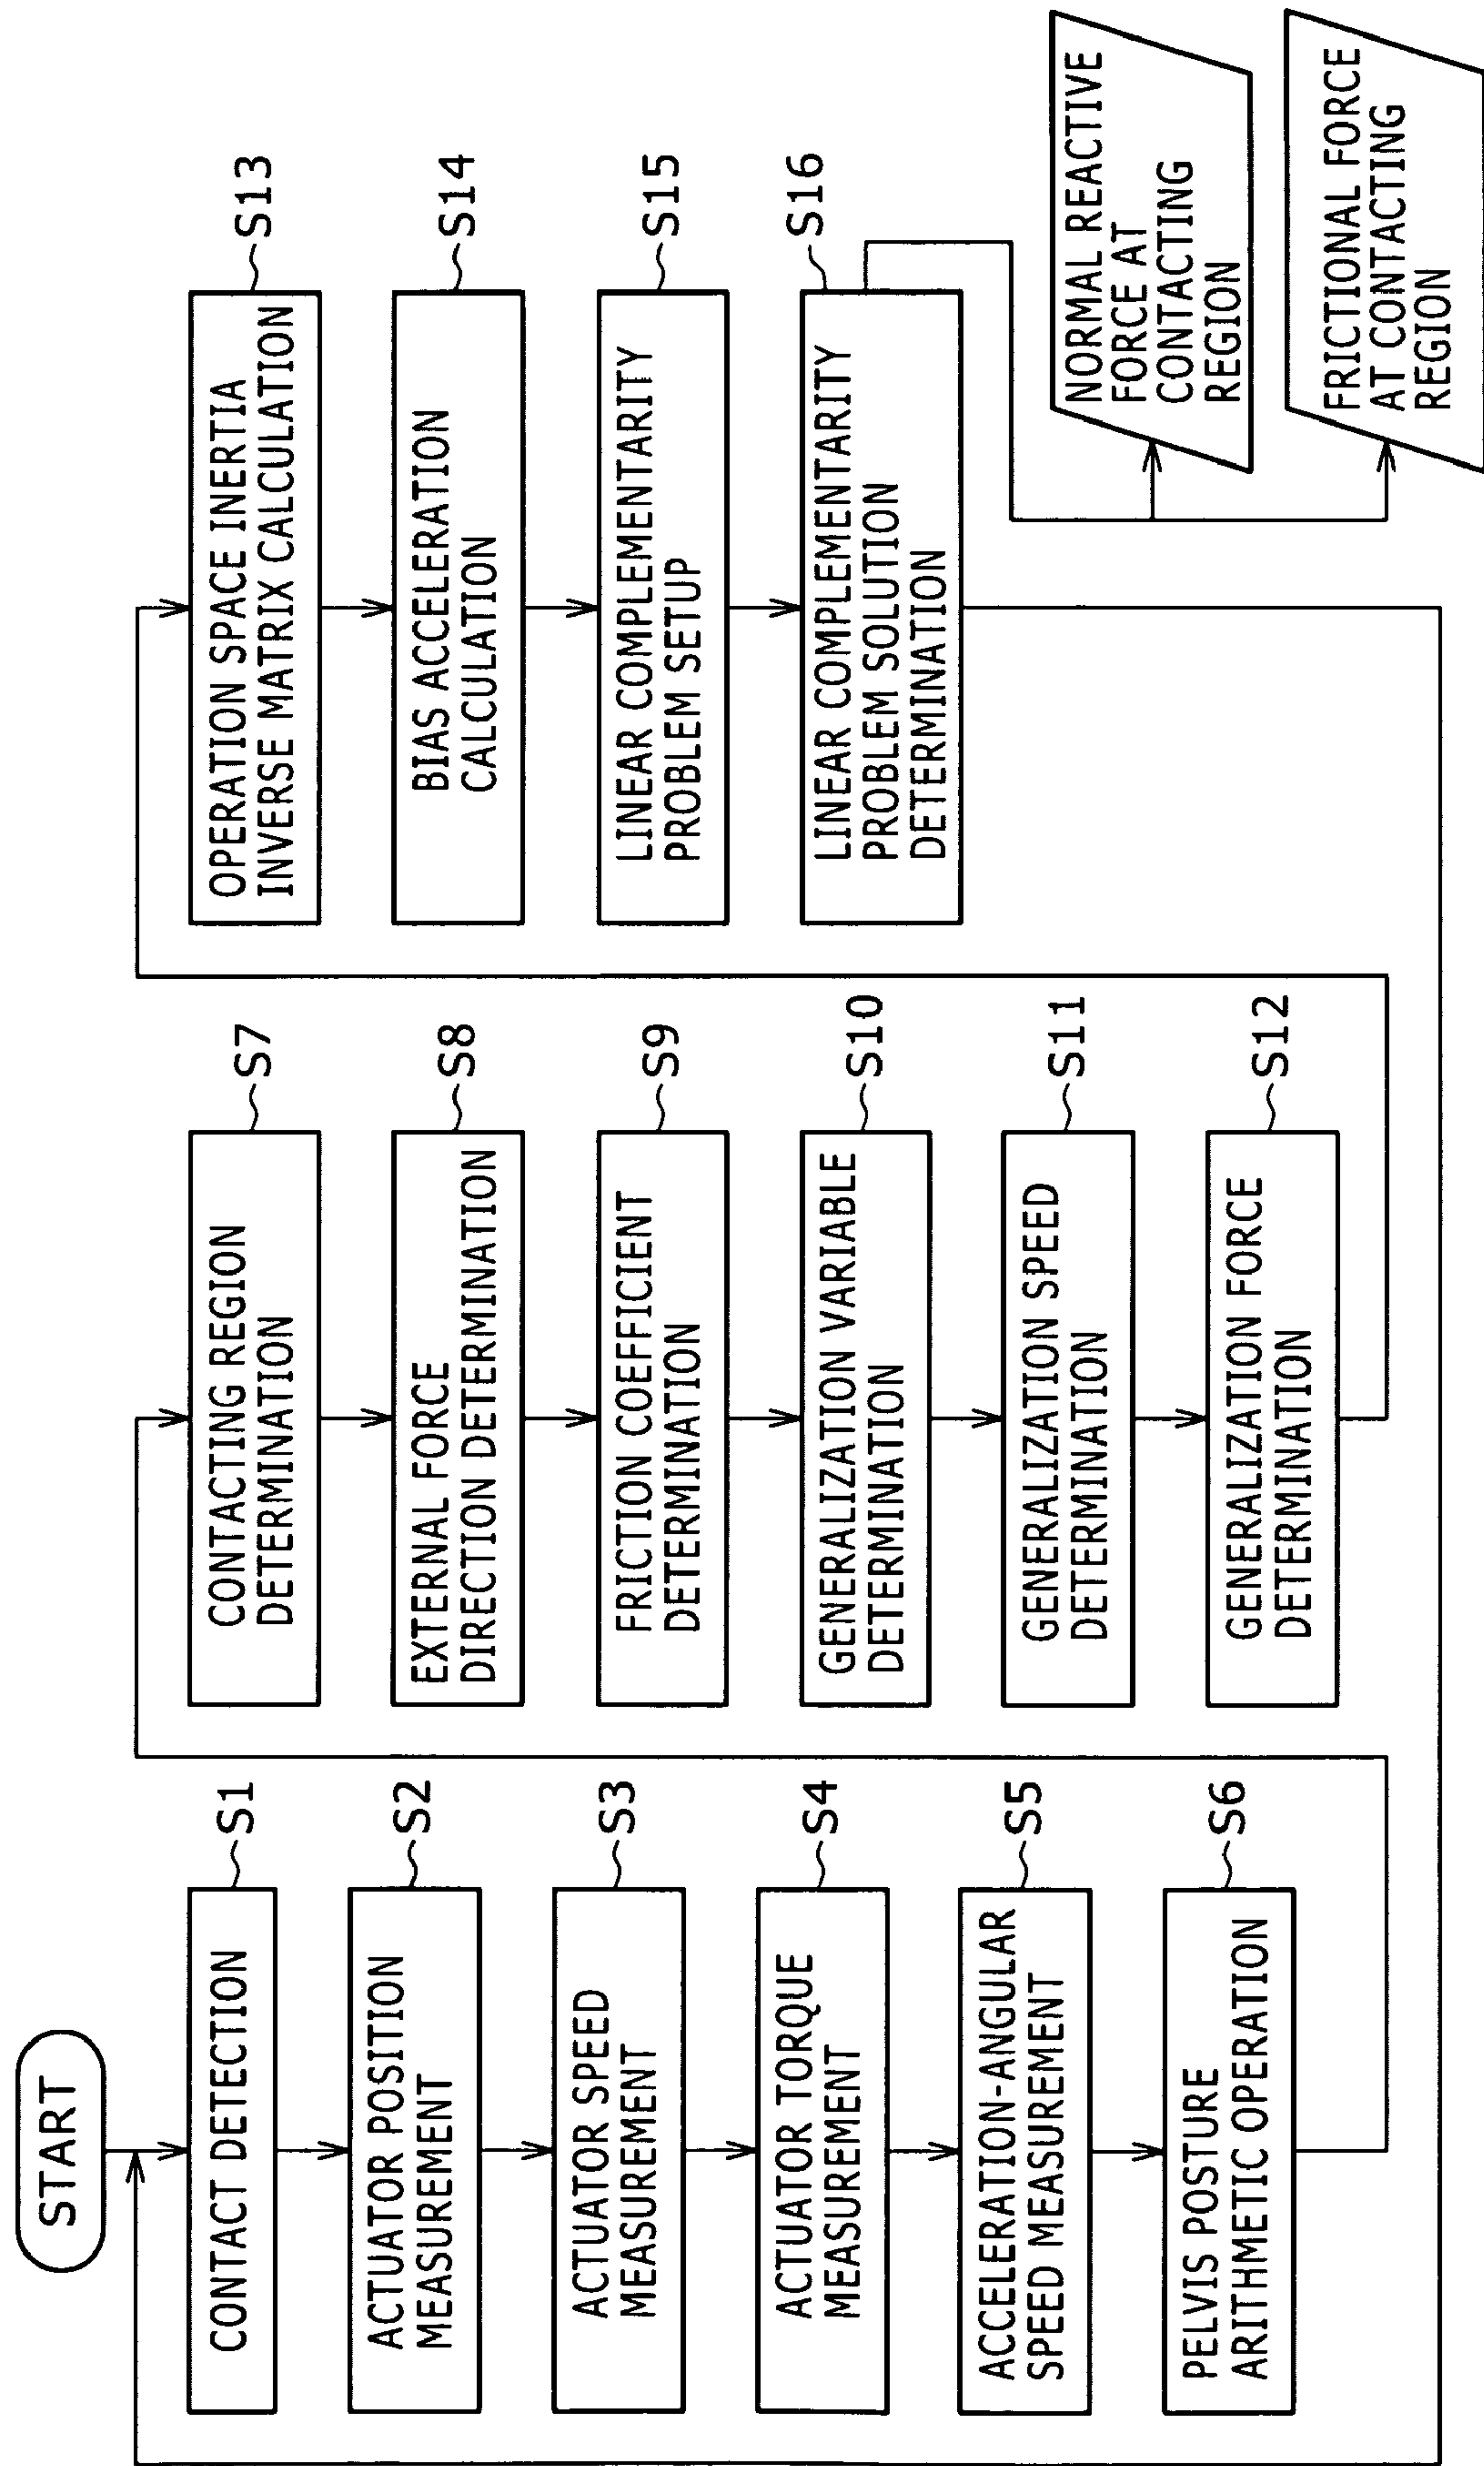 START
CONTACT DETECTION
S1
ACTUATOR POSITION
MEASUREMENT
S2
ACTUATOR SPEED
MEASUREMENT
S3
ACTUATOR TORQUE
MEASUREMENT
S4
ACCELERATION-ANGULAR
SPEED MEASUREMENT
S5
PELVIS POSTURE
ARITHMETIC OPERATION
S6
CONTACTING REGION
DETERMINATION
S7
EXTERNAL FORCE
DIRECTION DETERMINATION
S8
FRICTION COEFFICIENT
DETERMINATION
S9
GENERALIZATION VARIABLE
DETERMINATION
S10
GENERALIZATION SPEED
DETERMINATION
S11
GENERALIZATION FORCE
DETERMINATION
S12
OPERATION SPACE INERTIA
INVERSE MATRIX CALCULATION
S13
BIAS ACCELERATION
CALCULATION
S14
LINEAR COMPLEMENTARITY
PROBLEM SETUP
S15
LINEAR COMPLEMENTARITY
PROBLEM SOLUTION
DETERMINATION
S16
NORMAL REACTIVE
FORCE AT
CONTACTING
REGION
FRICTIONAL FORCE
AT CONTACTING
REGION